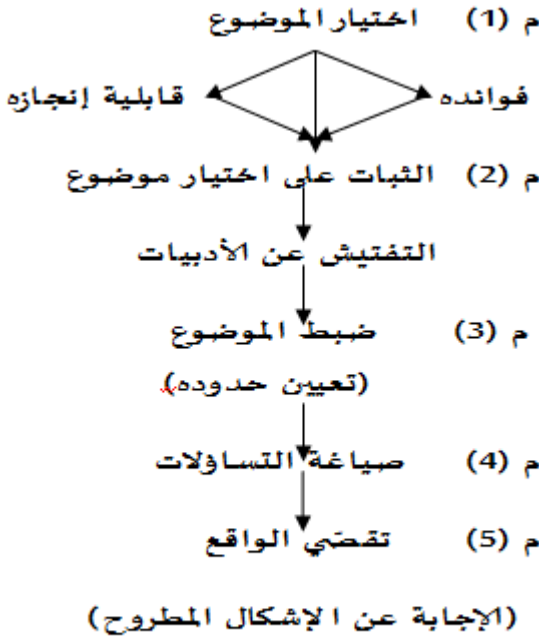 م (1) اختيار الموضوع
فوائده قابلية إنجازه
م (2) الثبات على اختيار موضوع
التفتيش عن الأدبيات
م (3) ضبط الموضوع
(تعيين حدوده)
م (4) صياغة التساؤلات
م (5) تقصّي الواقع
(الإجابة عن الإشكال المطروح)